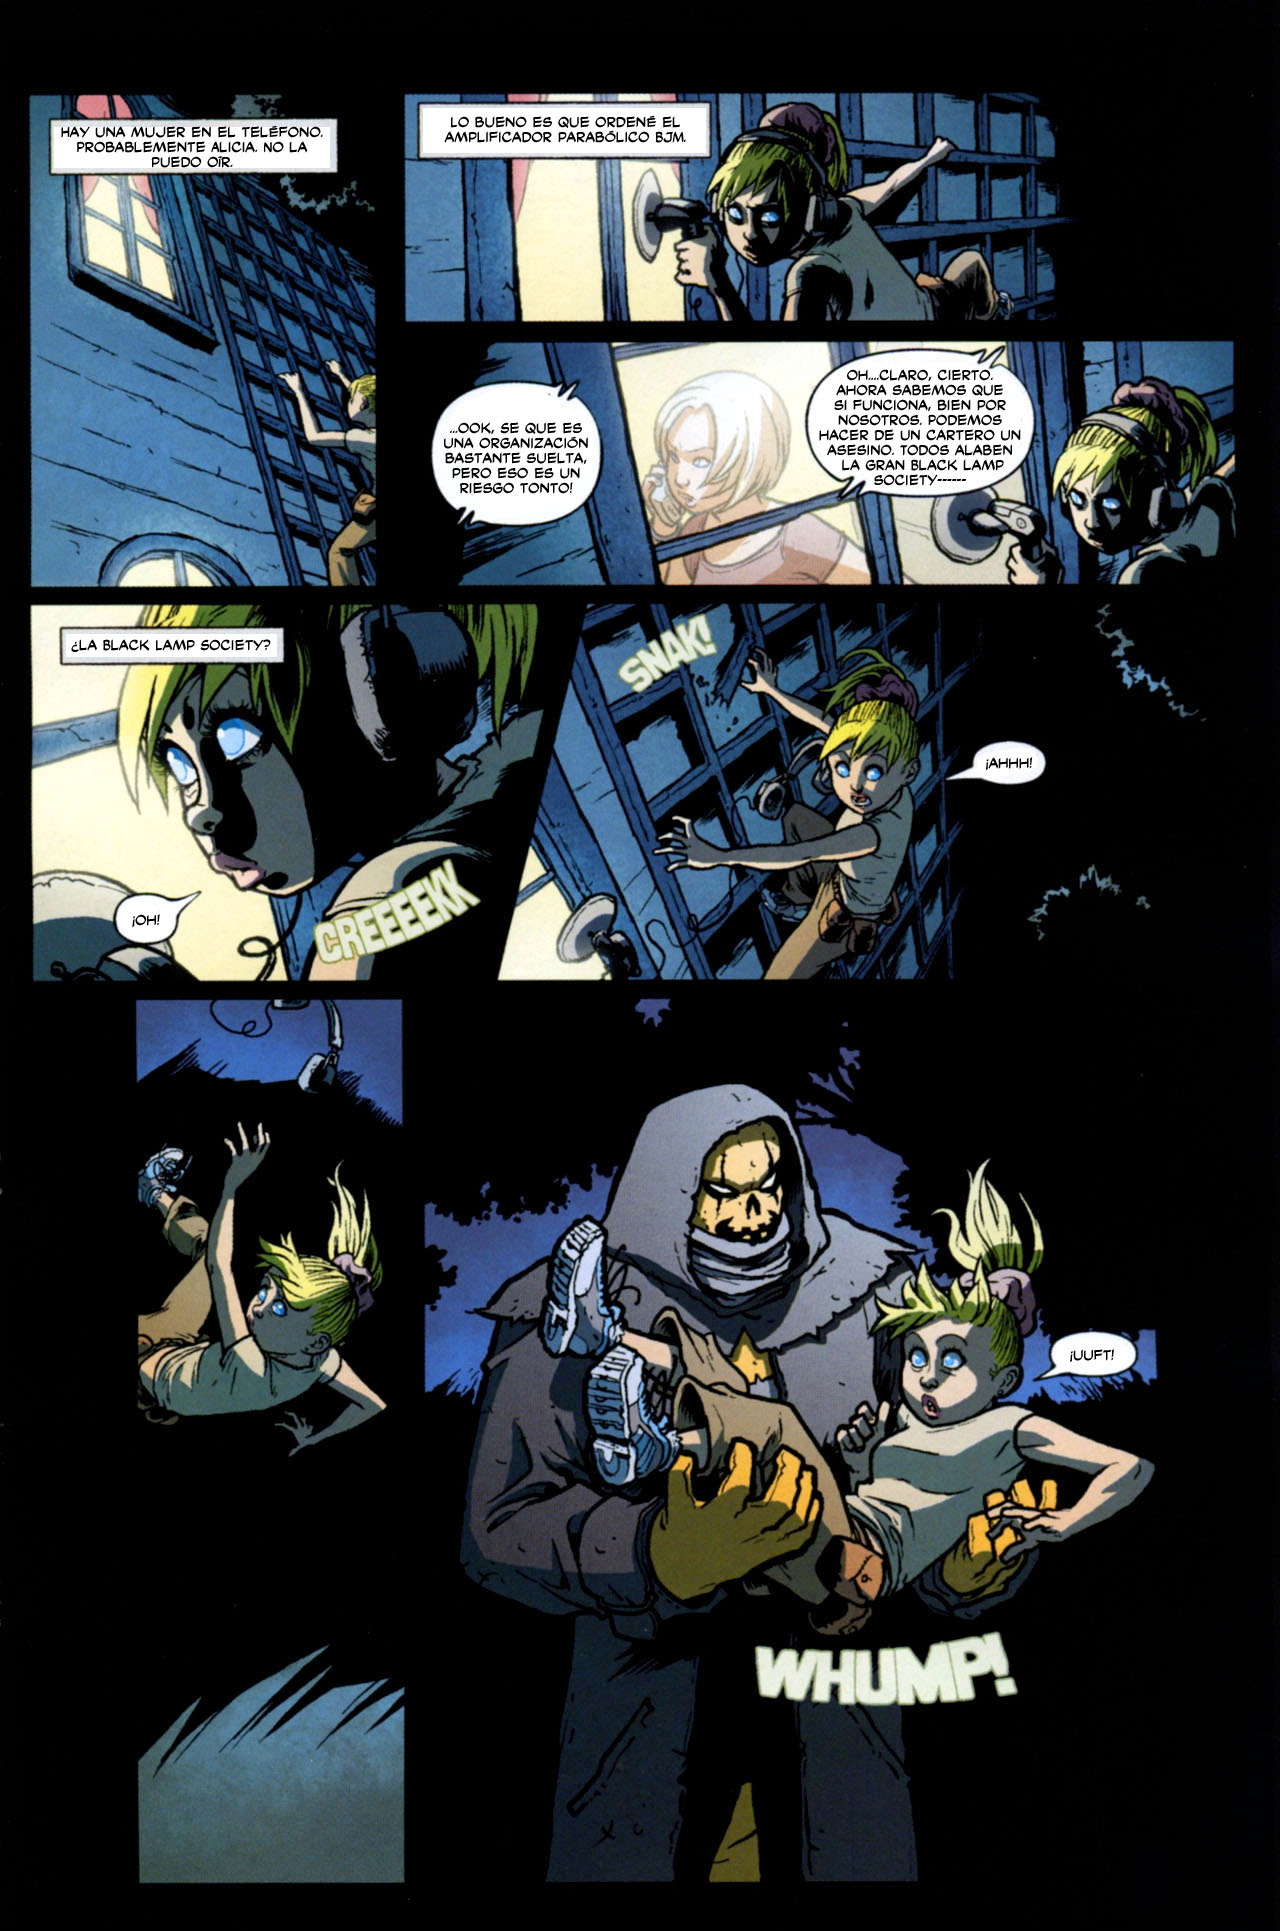 HAY UNA MUJER EN EL TELÉFONO.
PROBABLEMENTE ALICIA. NO LA
PUEDO OÍR.
LO BUENO ES QUE ORDENÉ EL
AMPLIFICADOR PARABÓLICO BJM.
...OOK, SE QUE ES
UNA ORGANIZACIÓN
BASTANTE SUELTA,
PERO ESO ES UN
RIESGO TONTO!
OH....CLARO, CIERTO.
AHORA SABEMOS QUE
SI FUNCIONA, BIEN POR
NOSOTROS. PODEMOS
HACER DE UN CARTERO UN
ASESINO. TODOS ALABEN
LA GRAN BLACK LAMP
SOCIETY------
¿LA BLACK LAMP SOCIETY?
¡OH!
CREEEEKK
SNAK!
¡AHHH!
¡UUFT!
WHUMP!